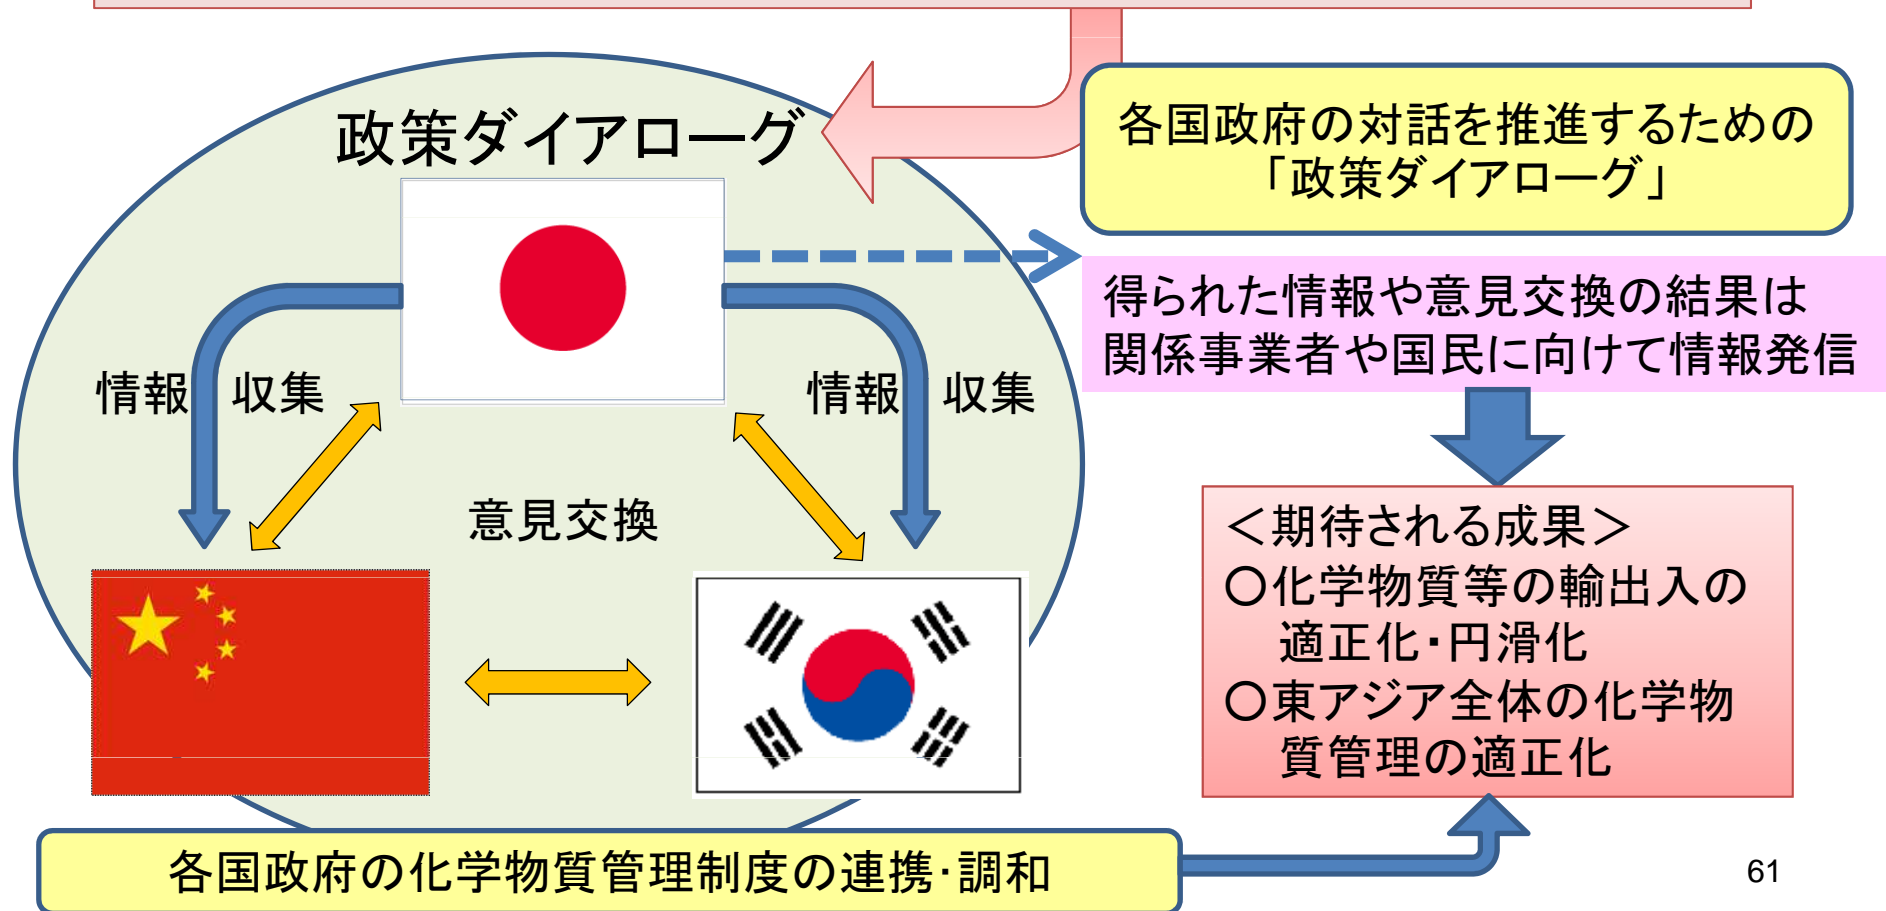 政策ダイアローグ
各国政府の対話を推進するための
「政策ダイアローグ」
得られた情報や意見交換の結果は
関係事業者や国民に向けて情報発信
情報 収集
情報 収集
意見交換
＜期待される成果＞
○化学物質等の輸出入の
適正化・円滑化
○東アジア全体の化学物
質管理の適正化
各国政府の化学物質管理制度の連携・調和
61